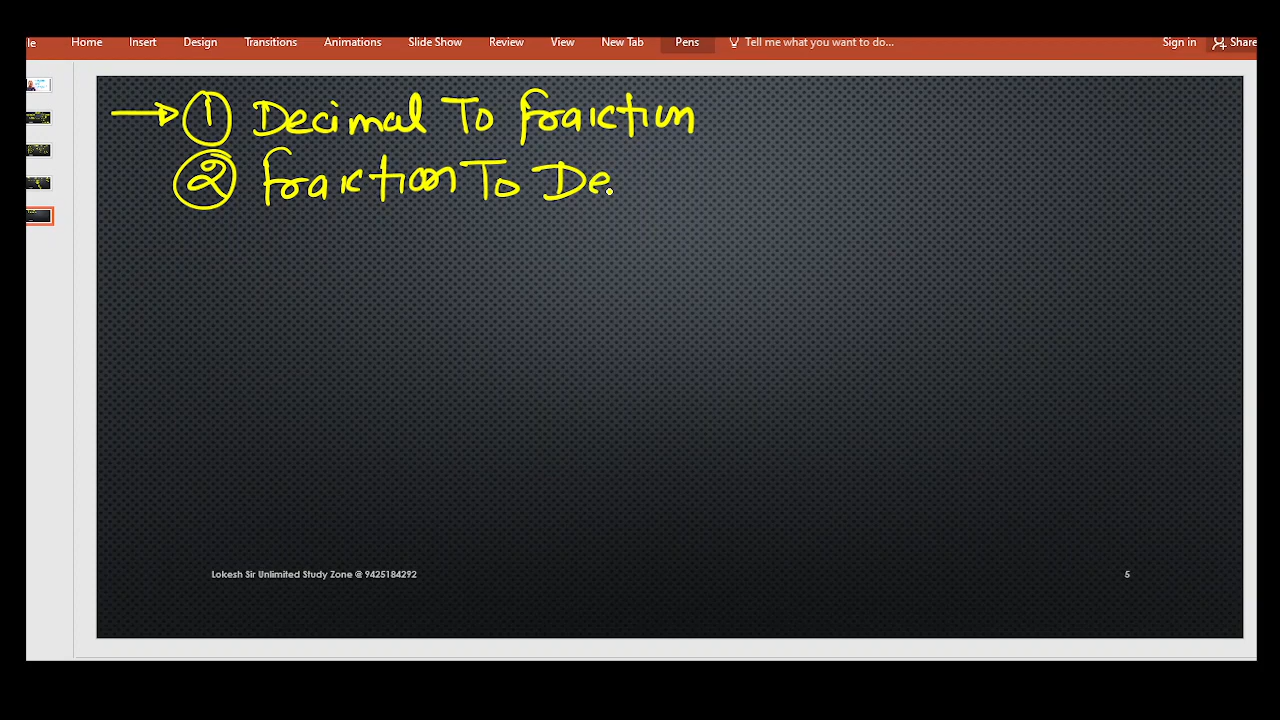 le Home Insert Design Transitions Animations Slide Show Review View New Tab Pens Tell me what you want to do... Sign in Share
→ ① Decimal To Fraction
② Fraction To De
Lokesh Sir Unlimited Study Zone @ 9425184292 5